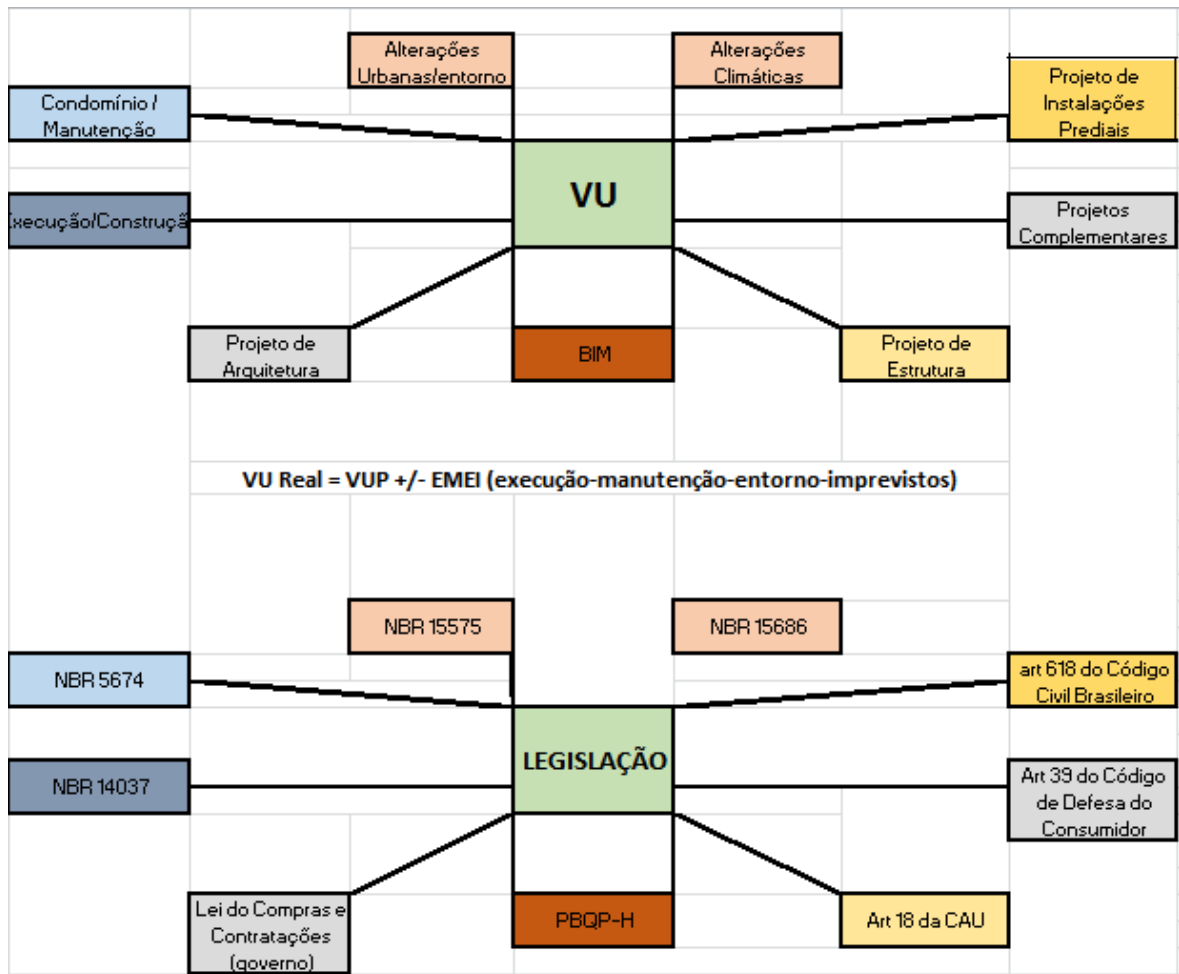 Alterações
Urbanas/entorno
Alterações
Climáticas
Condomínio /
Manutenção
Projeto de
Instalações
Prediais
VU
xecução/Construçã
Projetos
Complementares
Projeto de
Arquitetura
BIM
Projeto de
Estrutura
VU Real = VUP +/- EMEI (execução-manutenção-entorno-imprevistos)
NBR 15575
NBR 15686
NBR 5674
art 618 do Código
Civil Brasileiro
LEGISLAÇÃO
NBR 14037
Art 39 do Código
de Defesa do
Consumidor
Lei do Compras e
Contratações
(governo)
PBQP-H
Art 18 da CAU